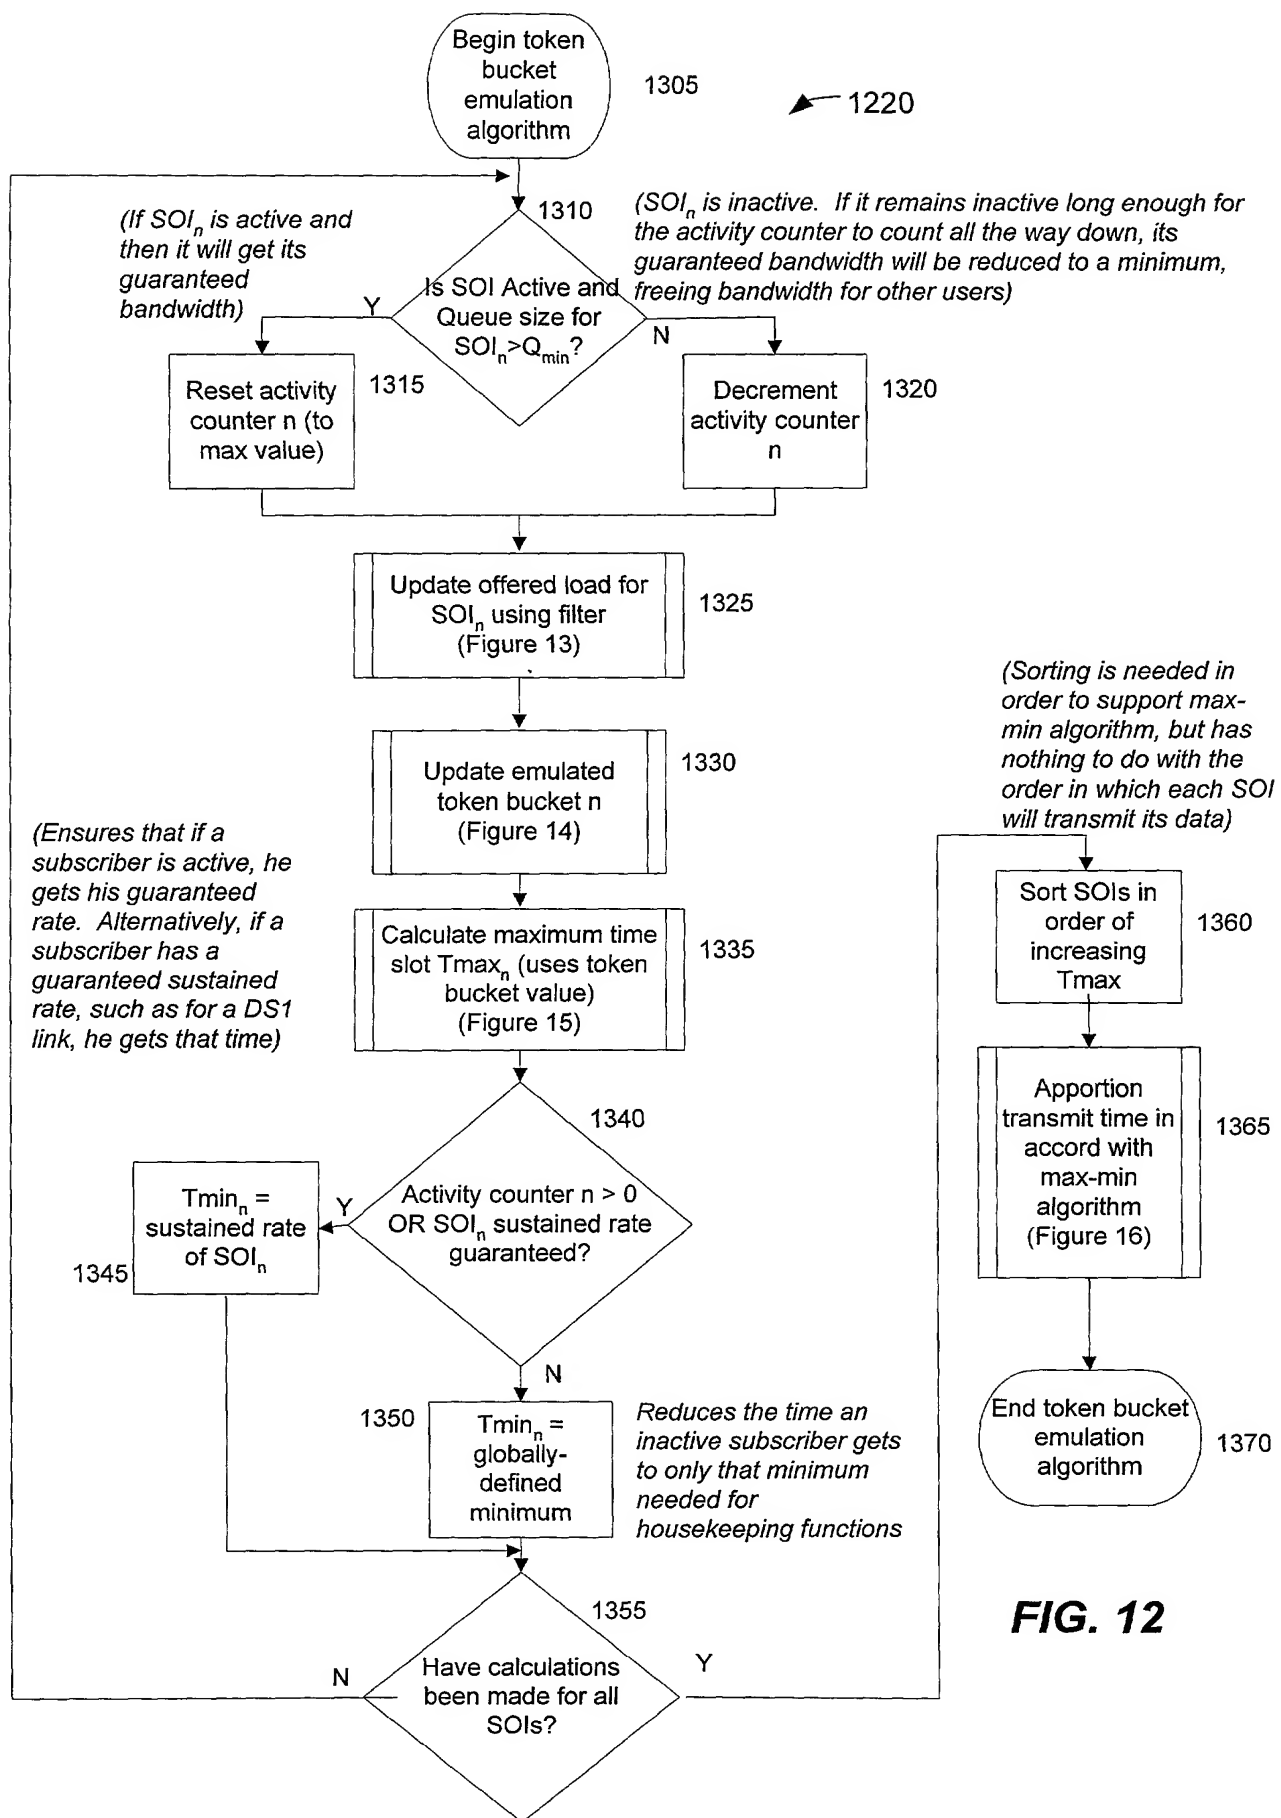 Begin token
bucket
emulation
algorithm
1305
1220
(If SOIn is active and
then it will get its
guaranteed
bandwidth)
1310
(SOIn is inactive.  If it remains inactive long enough for
the activity counter to count all the way down, its
guaranteed bandwidth will be reduced to a minimum,
freeing bandwidth for other users)
Is SOI Active and
Queue size for
SOIn>Qmin?
Y
N
Reset activity
counter n (to
max value)
1315
Decrement
activity counter
n
1320
Update offered load for
SOIn using filter
(Figure 13)
1325
Update emulated
token bucket n
(Figure 14)
1330
(Ensures that if a
subscriber is active, he
gets his guaranteed
rate.  Alternatively, if a
subscriber has a
guaranteed sustained
rate, such as for a DS1
link, he gets that time)
Calculate maximum time
slot Tmaxn (uses token
bucket value)
(Figure 15)
1335
1340
Activity counter n > 0
OR SOIn sustained rate
guaranteed?
Y
N
Tminn =
sustained rate
of SOIn
1345
1350
Tminn =
globally-
defined
minimum
Reduces the time an
inactive subscriber gets
to only that minimum
needed for
housekeeping functions
1355
Have calculations
been made for all
SOIs?
N
Y
(Sorting is needed in
order to support max-
min algorithm, but has
nothing to do with the
order in which each SOI
will transmit its data)
Sort SOIs in
order of
increasing
Tmax
1360
Apportion
transmit time in
accord with
max-min
algorithm
(Figure 16)
1365
End token bucket
emulation
algorithm
1370
FIG. 12